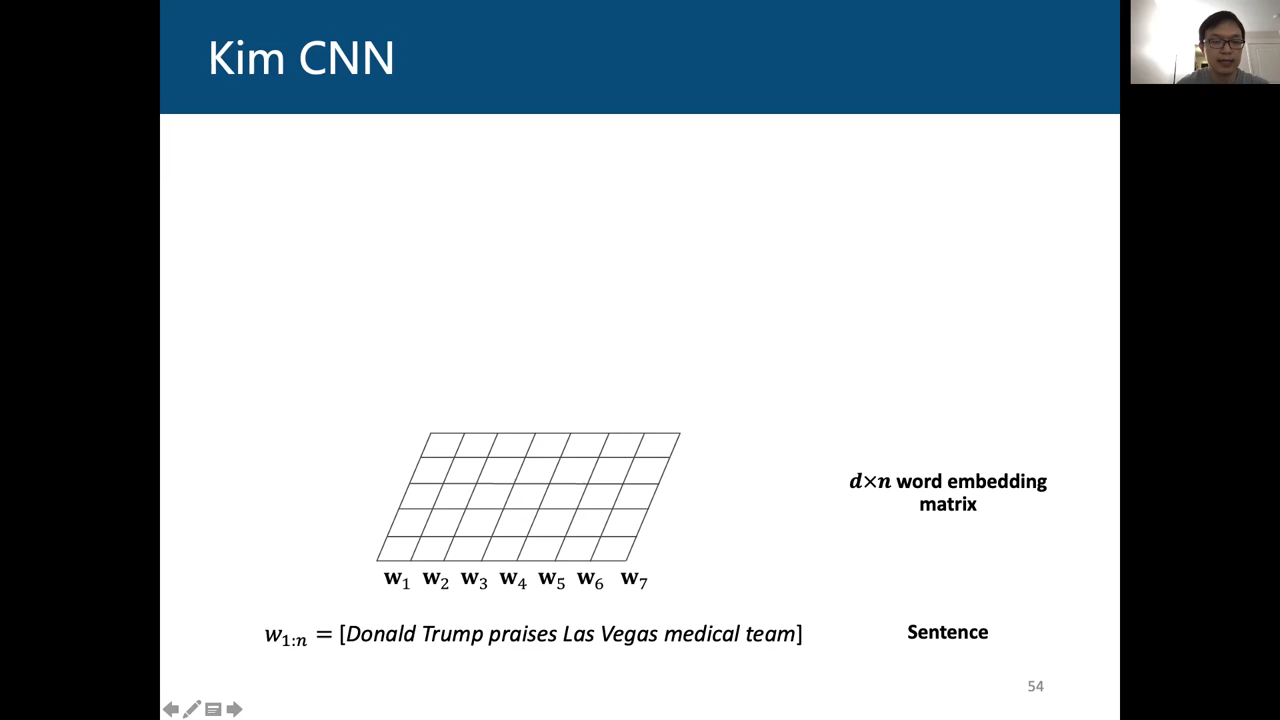 Kim CNN
d×n word embedding
matrix
w₁ w₂ w₃ w₄ w₅ w₆ w₇
w₁:ₙ = [Donald Trump praises Las Vegas medical team]
Sentence
54